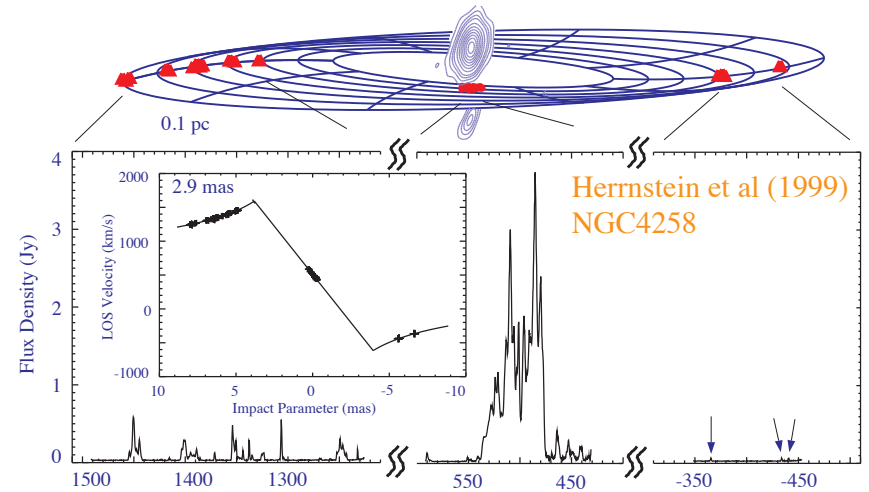 0.1 pc
Herrnstein et al (1999)
NGC4258
Flux Density (Jy)
4
3
2
1
0
2.9 mas
LOS Velocity (km/s)
2000
1000
0
-1000
10 5 0 -5 -10
Impact Parameter (mas)
1500 1400 1300 550 450 -350 -450